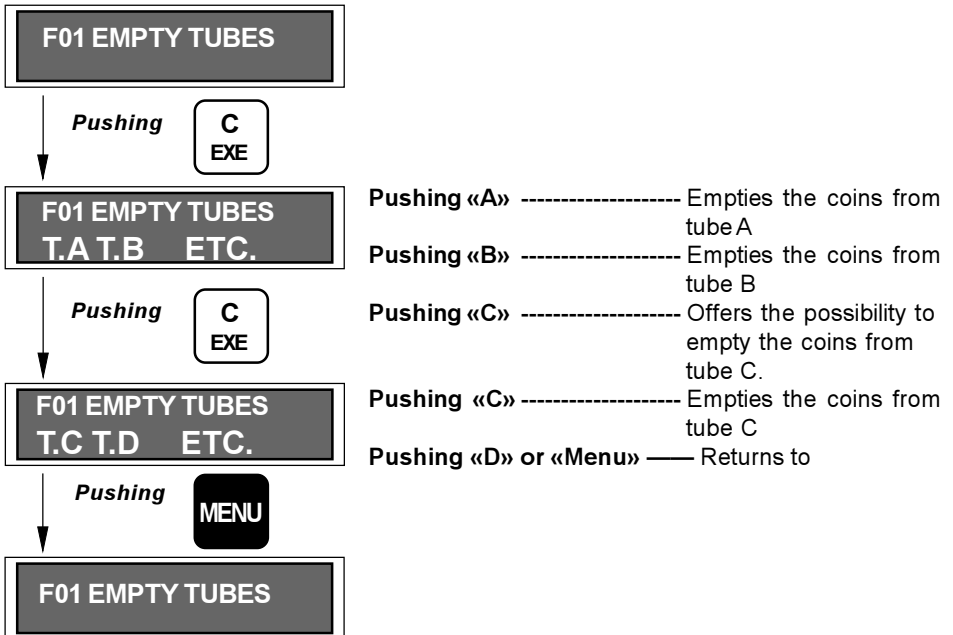 F01 EMPTY TUBES
Pushing
C
EXE
F01 EMPTY TUBES
T.A T.B ETC.
Pushing «A» -------------------- Empties the coins from
tube A
Pushing «B» -------------------- Empties the coins from
tube B
Pushing
C
EXE
Pushing «C» -------------------- Offers the possibility to
empty the coins from
tube C.
F01 EMPTY TUBES
T.C T.D ETC.
Pushing «C» -------------------- Empties the coins from
tube C
Pushing «D» or «Menu» —— Returns to
Pushing
MENU
F01 EMPTY TUBES